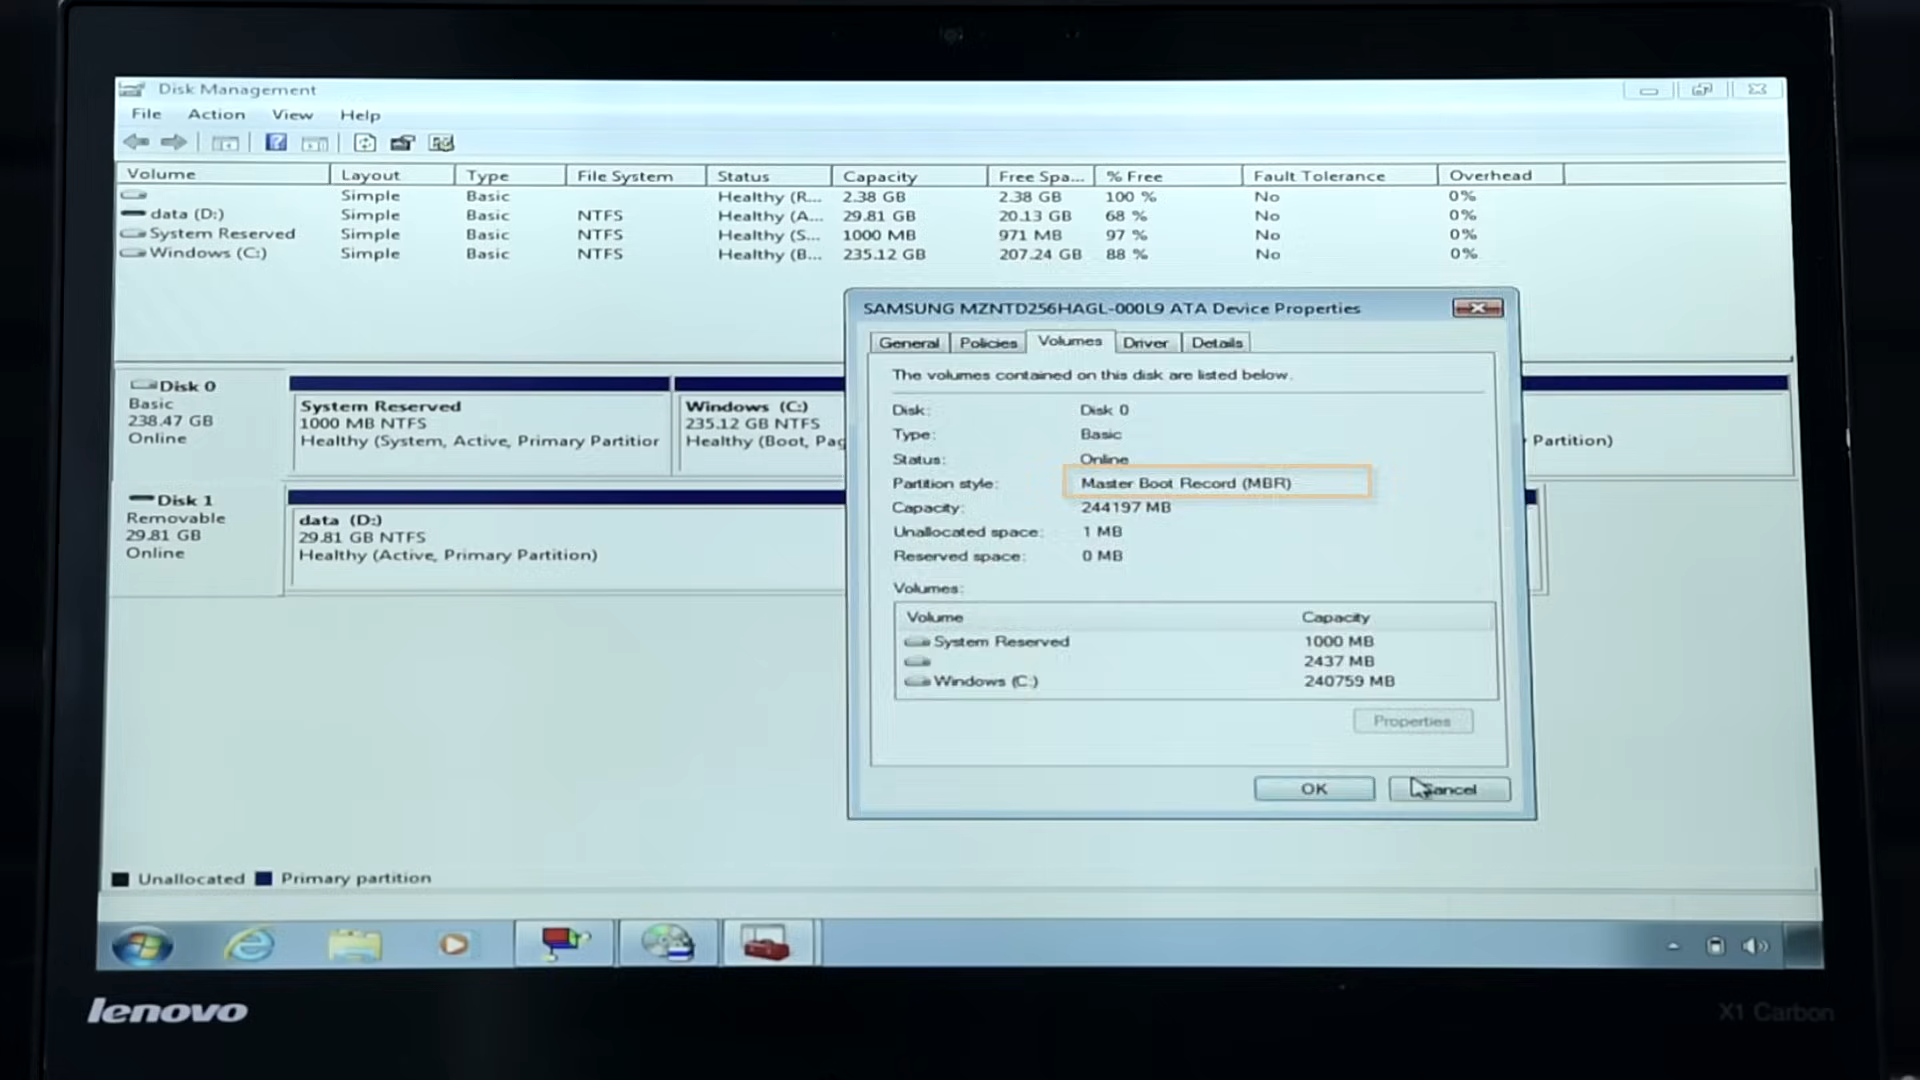 Disk Management
File Action View Help
Volume Layout Type File System Status Capacity Free Spa... % Free Fault Tolerance Overhead
Simple Basic Healthy (R... 2.38 GB 2.38 GB 100 % No 0%
data (D:) Simple Basic NTFS Healthy (A... 29.81 GB 20.13 GB 68 % No 0%
System Reserved Simple Basic NTFS Healthy (S... 1000 MB 971 MB 97 % No 0%
Windows (C:) Simple Basic NTFS Healthy (B... 235.12 GB 207.24 GB 88 % No 0%
Disk 0
Basic
238.47 GB
Online
System Reserved
1000 MB NTFS
Healthy (System, Active, Primary Partitior
Windows (C:)
235.12 GB NTFS
Healthy (Boot, Pag
Partition)
Disk 1
Removable
29.81 GB
Online
data (D:)
29.81 GB NTFS
Healthy (Active, Primary Partition)
SAMSUNG MZNTD256HAGL-000L9 ATA Device Properties
General Policies Volumes Driver Details
The volumes contained on this disk are listed below.
Disk: Disk 0
Type: Basic
Status: Online
Partition style: Master Boot Record (MBR)
Capacity: 244197 MB
Unallocated space: 1 MB
Reserved space: 0 MB
Volumes:
Volume Capacity
System Reserved 1000 MB
2437 MB
Windows (C:) 240759 MB
Properties
OK Cancel
Unallocated Primary partition
lenovo
X1 Carbon